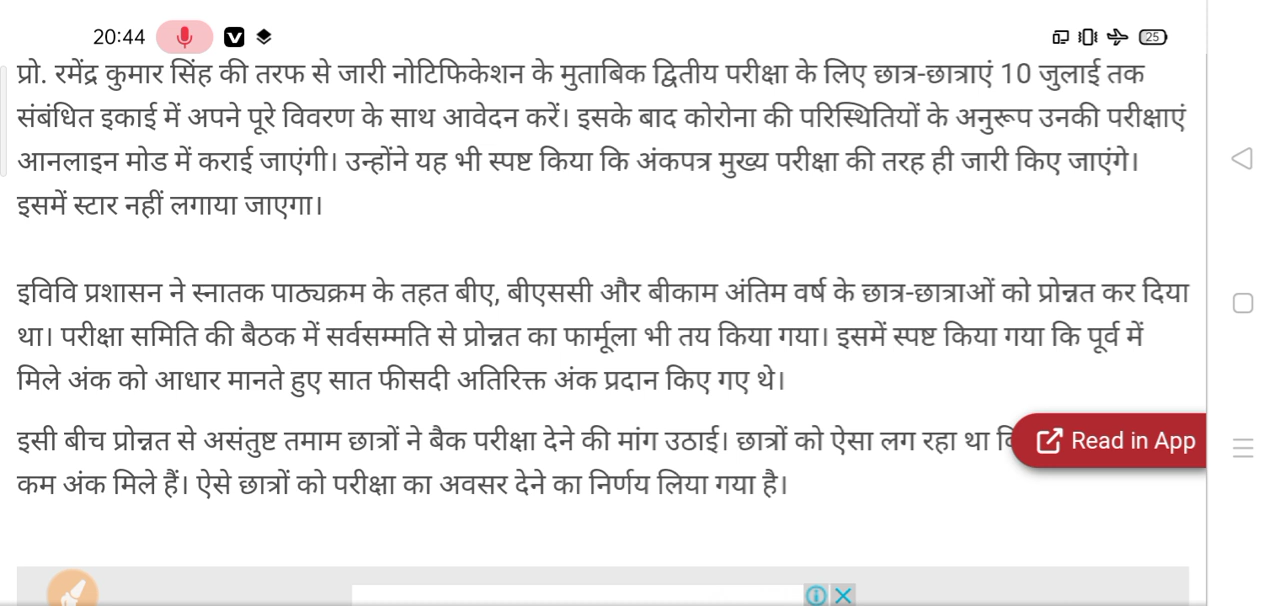 20:44
25
प्रो. रमेंद्र कुमार सिंह की तरफ से जारी नोटिफिकेशन के मुताबिक द्वितीय परीक्षा के लिए छात्र-छात्राएं 10 जुलाई तक
संबंधित इकाई में अपने पूरे विवरण के साथ आवेदन करें। इसके बाद कोरोना की परिस्थितियों के अनुरूप उनकी परीक्षाएं
आनलाइन मोड में कराई जाएंगी। उन्होंने यह भी स्पष्ट किया कि अंकपत्र मुख्य परीक्षा की तरह ही जारी किए जाएंगे।
इसमें स्टार नहीं लगाया जाएगा।
इविवि प्रशासन ने स्नातक पाठ्यक्रम के तहत बीए, बीएससी और बीकाम अंतिम वर्ष के छात्र-छात्राओं को प्रोन्नत कर दिया
था। परीक्षा समिति की बैठक में सर्वसम्मति से प्रोन्नत का फार्मूला भी तय किया गया। इसमें स्पष्ट किया गया कि पूर्व में
मिले अंक को आधार मानते हुए सात फीसदी अतिरिक्त अंक प्रदान किए गए थे।
इसी बीच प्रोन्नत से असंतुष्ट तमाम छात्रों ने बैक परीक्षा देने की मांग उठाई। छात्रों को ऐसा लग रहा था
Read in App
कम अंक मिले हैं। ऐसे छात्रों को परीक्षा का अवसर देने का निर्णय लिया गया है।